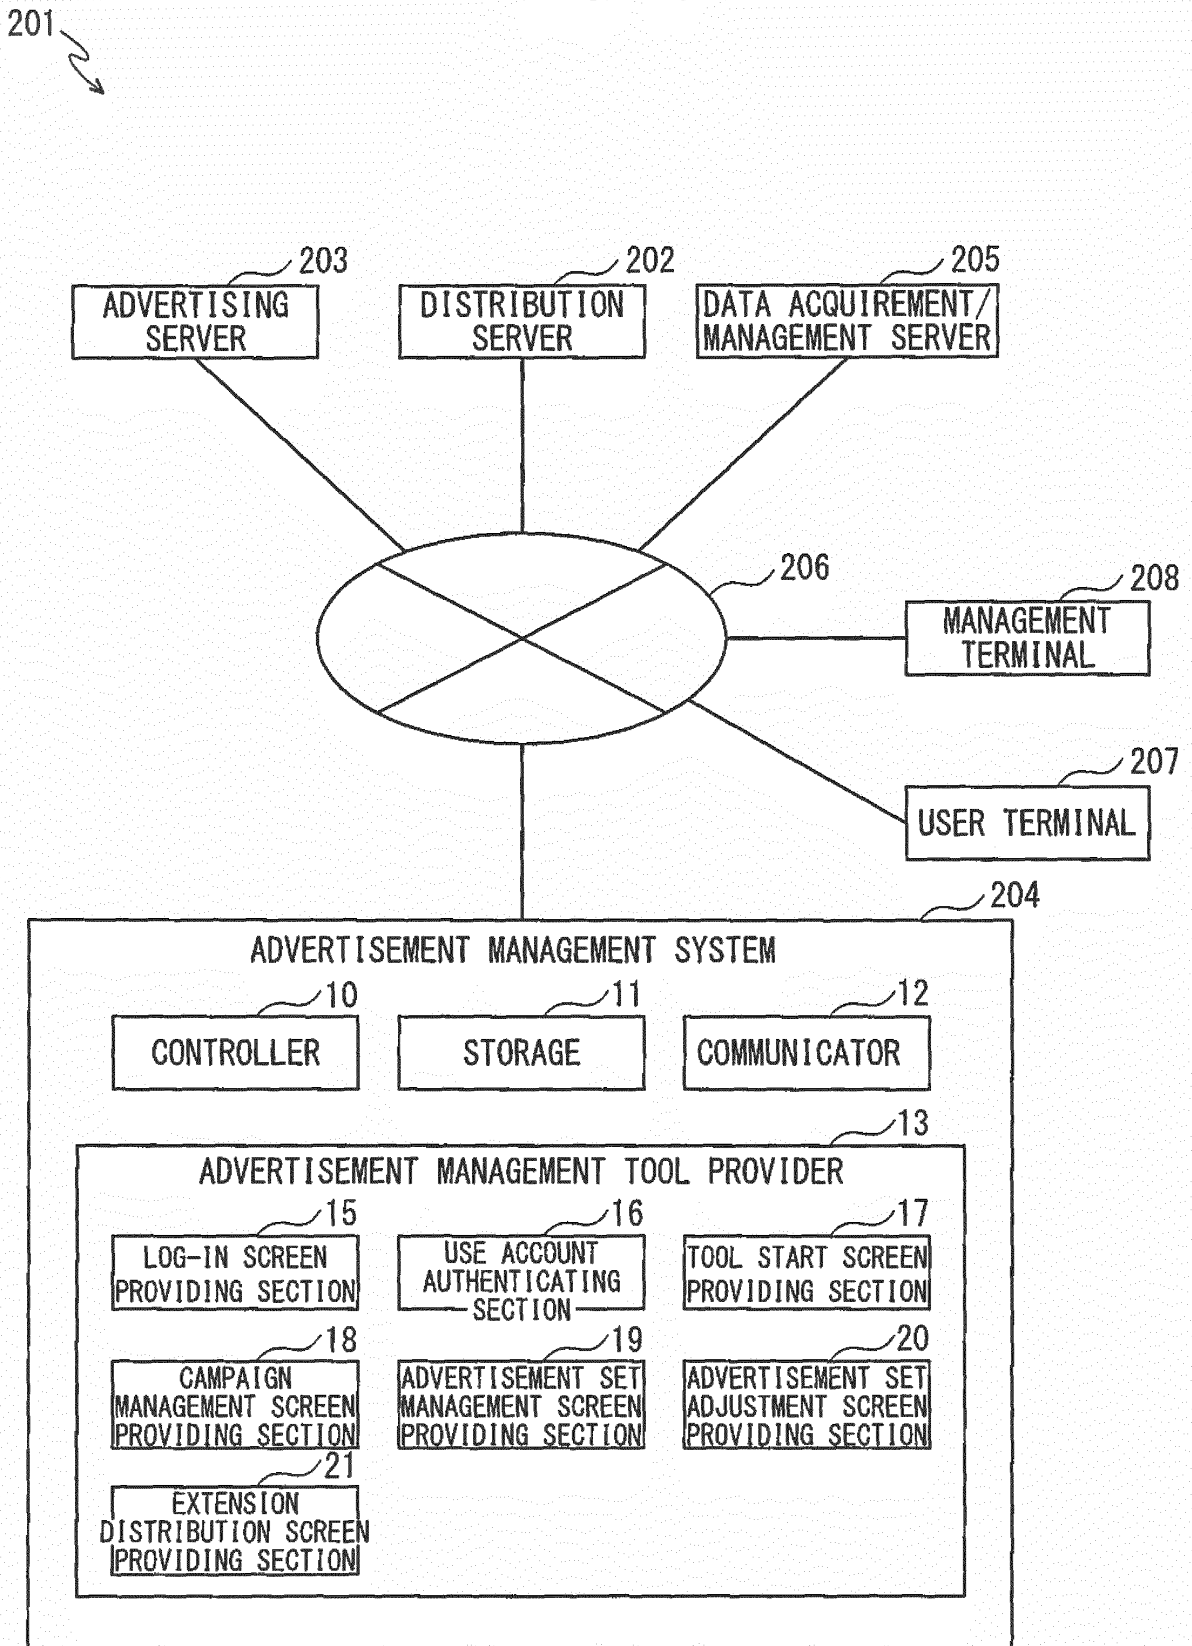 201
203
ADVERTISING
SERVER
202
DISTRIBUTION
SERVER
205
DATA ACQUIREMENT/
MANAGEMENT SERVER
206
208
MANAGEMENT
TERMINAL
207
USER TERMINAL
204
ADVERTISEMENT MANAGEMENT SYSTEM
10
CONTROLLER
11
STORAGE
12
COMMUNICATOR
13
ADVERTISEMENT MANAGEMENT TOOL PROVIDER
15
LOG-IN SCREEN
PROVIDING SECTION
16
USE ACCOUNT
AUTHENTICATING
SECTION
17
TOOL START SCREEN
PROVIDING SECTION
18
CAMPAIGN
MANAGEMENT SCREEN
PROVIDING SECTION
19
ADVERTISEMENT SET
MANAGEMENT SCREEN
PROVIDING SECTION
20
ADVERTISEMENT SET
ADJUSTMENT SCREEN
PROVIDING SECTION
21
EXTENSION
DISTRIBUTION SCREEN
PROVIDING SECTION